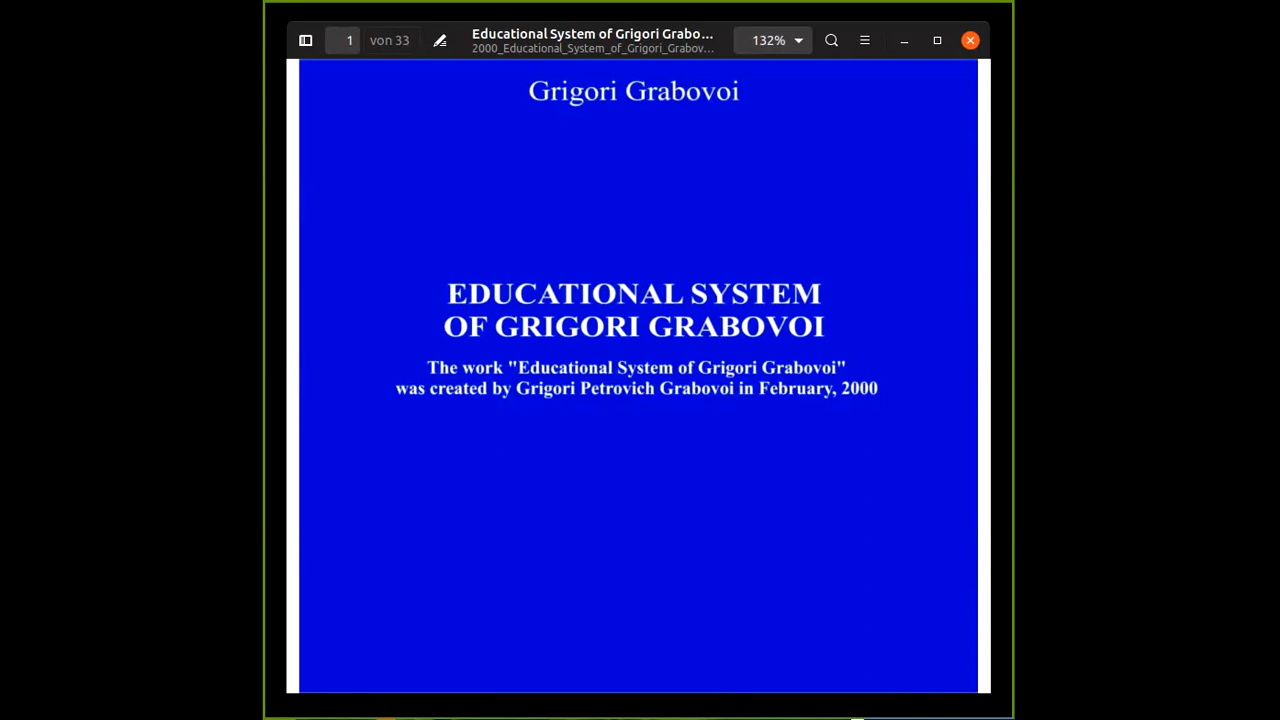 1 von 33
Educational System of Grigori Grabo...
2000_Educational_System_of_Grigori_Grabov...
132%
Grigori Grabovoi
EDUCATIONAL SYSTEM
OF GRIGORI GRABOVOI
The work "Educational System of Grigori Grabovoi"
was created by Grigori Petrovich Grabovoi in February, 2000